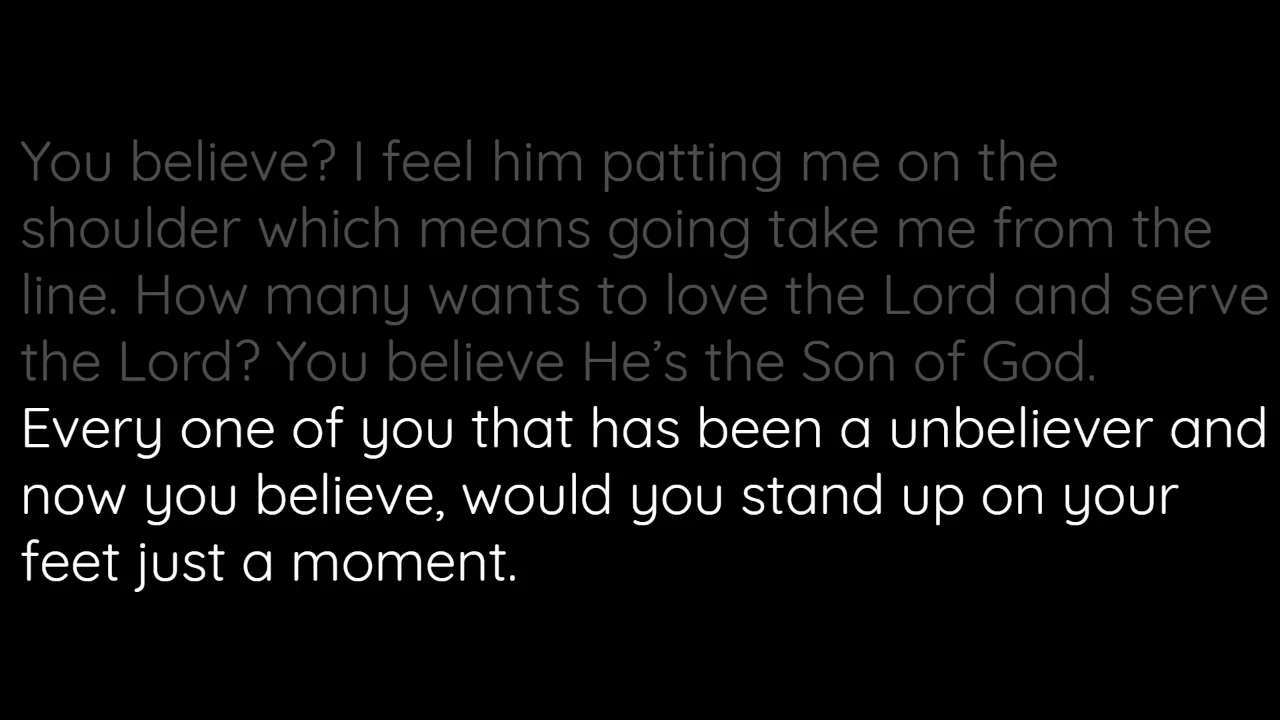 You believe? I feel him patting me on the
shoulder which means going take me from the
line. How many wants to love the Lord and serve
the Lord? You believe He’s the Son of God.
Every one of you that has been a unbeliever and
now you believe, would you stand up on your
feet just a moment.